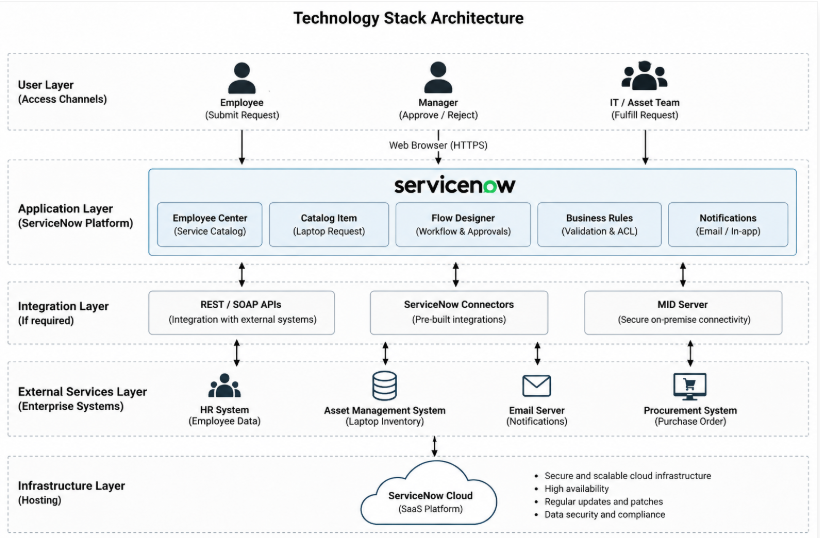 Technology Stack Architecture
User Layer
(Access Channels)
Employee
(Submit Request)
Manager
(Approve / Reject)
IT / Asset Team
(Fulfill Request)
Web Browser (HTTPS)
Application Layer
(ServiceNow Platform)
servicenow
Employee Center
(Service Catalog)
Catalog Item
(Laptop Request)
Flow Designer
(Workflow & Approvals)
Business Rules
(Validation & ACL)
Notifications
(Email / In-app)
Integration Layer
(If required)
REST / SOAP APIs
(Integration with external systems)
ServiceNow Connectors
(Pre-built integrations)
MID Server
(Secure on-premise connectivity)
External Services Layer
(Enterprise Systems)
HR System
(Employee Data)
Asset Management System
(Laptop Inventory)
Email Server
(Notifications)
Procurement System
(Purchase Order)
Infrastructure Layer
(Hosting)
ServiceNow Cloud
(SaaS Platform)
• Secure and scalable cloud infrastructure
• High availability
• Regular updates and patches
• Data security and compliance